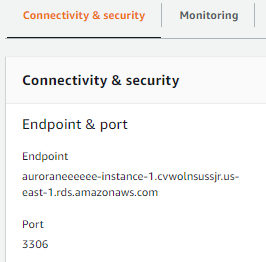 Connectivity & security
Monitoring
Connectivity & security
Endpoint & port
Endpoint
auroraneeeeee-instance-1.cvwolnsussjr.us-
east-1.rds.amazonaws.com
Port
3306